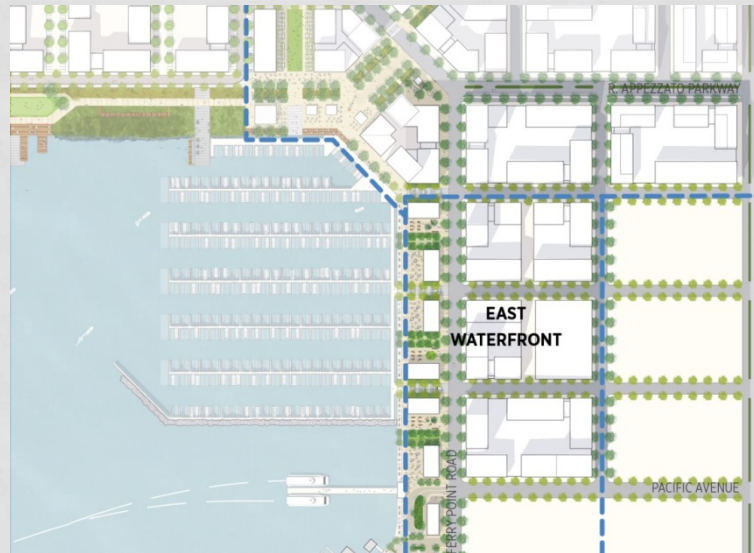 R. APPEZZATO PARKWAY
EAST
WATERFRONT
FERRY POINT ROAD
PACIFIC AVENUE